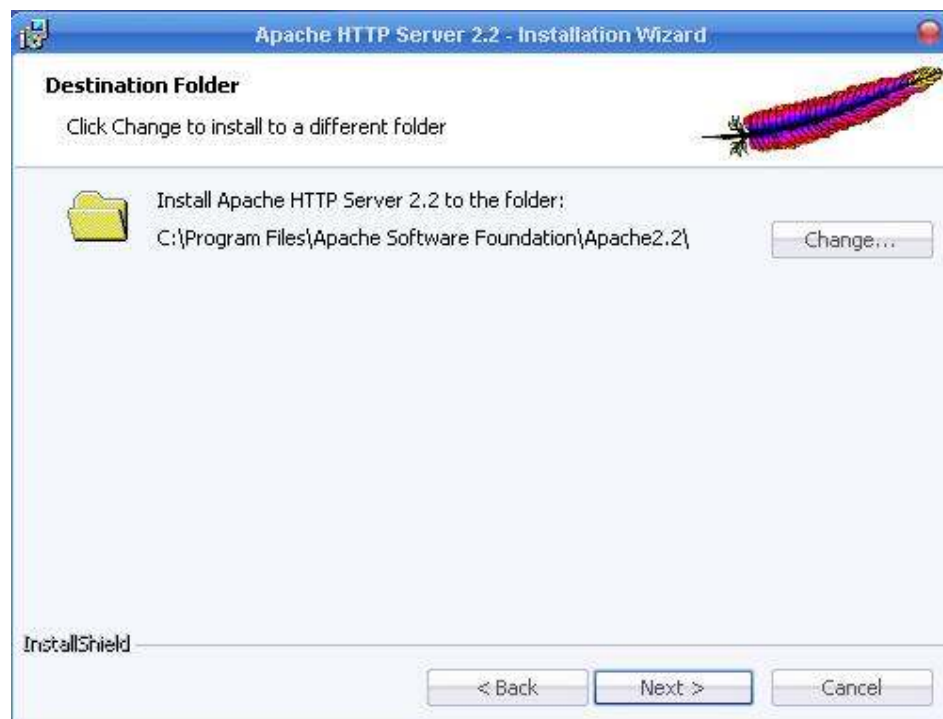 Apache HTTP Server 2.2 - Installation Wizard
Destination Folder
Click Change to install to a different folder
Install Apache HTTP Server 2.2 to the folder:
C:\Program Files\Apache Software Foundation\Apache2.2\
Change...
InstallShield
< Back
Next >
Cancel